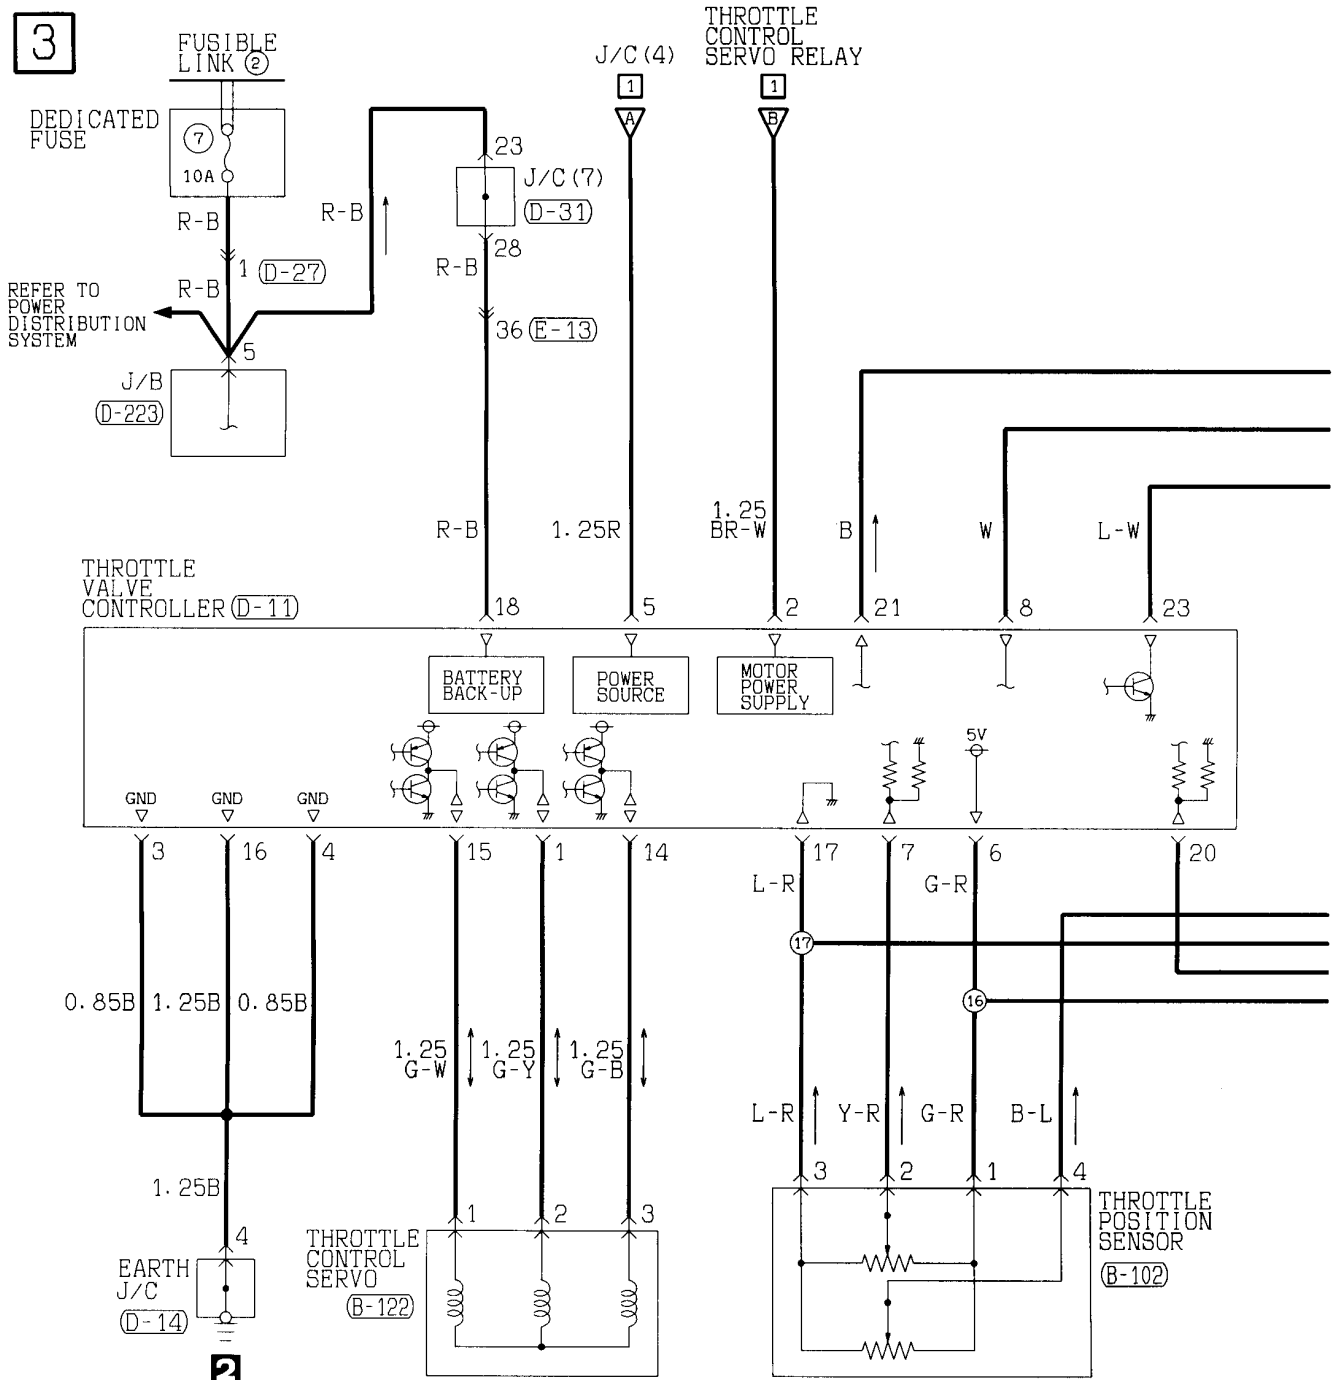 3
FUSIBLE
LINK ②
DEDICATED
FUSE
7
10A
R-B
1 D-27
R-B
REFER TO
POWER
DISTRIBUTION
SYSTEM
5
J/B
D-223
R-B
23
J/C(7)
D-31
28
R-B
36 E-13
J/C(4)
1
A
THROTTLE
CONTROL
SERVO RELAY
1
B
R-B
1.25R
1.25
BR-W
B
W
L-W
THROTTLE
VALVE
CONTROLLER D-11
18
5
2
21
8
23
BATTERY
BACK-UP
POWER
SOURCE
MOTOR
POWER
SUPPLY
5V
GND
GND
GND
3
16
4
15
1
14
17
7
6
20
L-R
G-R
17
16
0.85B
1.25B
0.85B
1.25
G-W
1.25
G-Y
1.25
G-B
L-R
Y-R
G-R
B-L
3
2
1
4
THROTTLE
POSITION
SENSOR
B-102
1.25B
4
EARTH
J/C
D-14
2
1
2
3
THROTTLE
CONTROL
SERVO
B-122